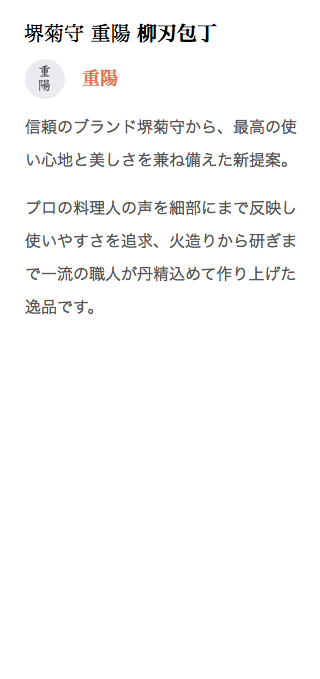 堺菊守 重陽 柳刃包丁
重
陽
重陽
信頼のブランド堺菊守から、最高の使
い心地と美しさを兼ね備えた新提案。
プロの料理人の声を細部にまで反映し
使いやすさを追求、火造りから研ぎま
で一流の職人が丹精込めて作り上げた
逸品です。